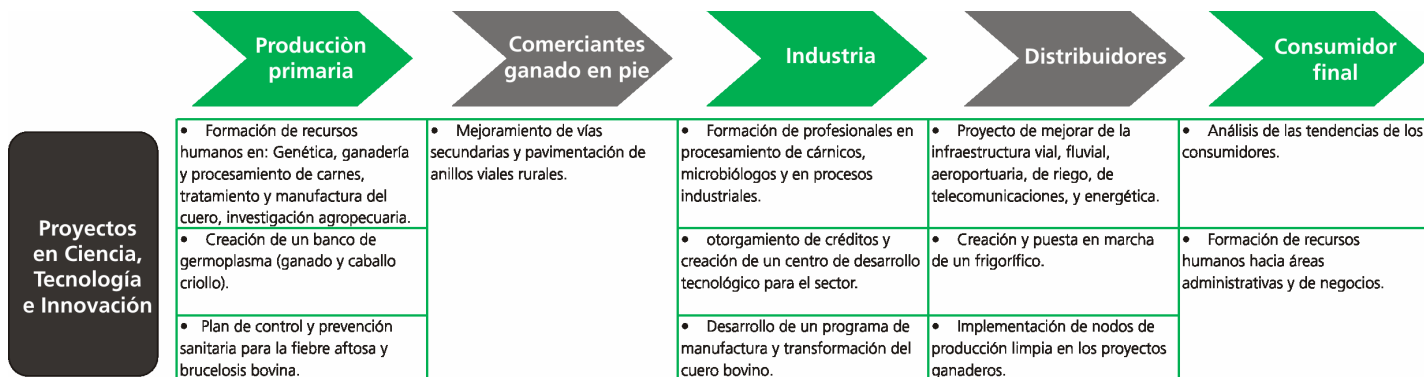 Producciòn
primaria
Comerciantes
ganado en pie
Industria
Distribuidores
Consumidor
final
Proyectos
en Ciencia,
Tecnología
e Innovación
• Formación de recursos
humanos en: Genética, ganadería
y procesamiento de carnes,
tratamiento y manufactura del
cuero, investigación agropecuaria.
• Mejoramiento de vías
secundarias y pavimentación de
anillos viales rurales.
• Formación de profesionales en
procesamiento de cárnicos,
microbiólogos y en procesos
industriales.
• Proyecto de mejorar de la
infraestructura vial, fluvial,
aeroportuaria, de riego, de
telecomunicaciones, y energética.
• Análisis de las tendencias de los
consumidores.
• Creación de un banco de
germoplasma (ganado y caballo
criollo).
• otorgamiento de créditos y
creación de un centro de desarrollo
tecnológico para el sector.
• Creación y puesta en marcha
de un frigorífico.
• Formación de recursos
humanos hacia áreas
administrativas y de negocios.
• Plan de control y prevención
sanitaria para la fiebre aftosa y
brucelosis bovina.
• Desarrollo de un programa de
manufactura y transformación del
cuero bovino.
• Implementación de nodos de
producción limpia en los proyectos
ganaderos.